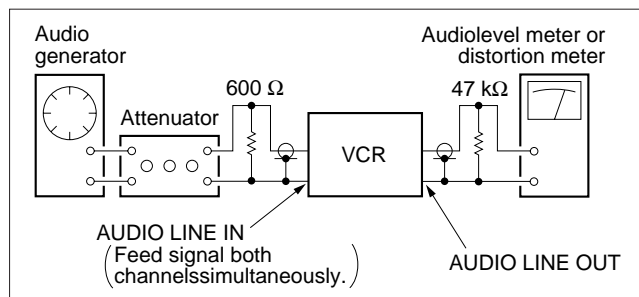 Audio
generator
Attenuator
600 Ω
VCR
47 kΩ
Audiolevel meter or
distortion meter
AUDIO LINE IN
(Feed signal both
channelssimultaneously.)
AUDIO LINE OUT